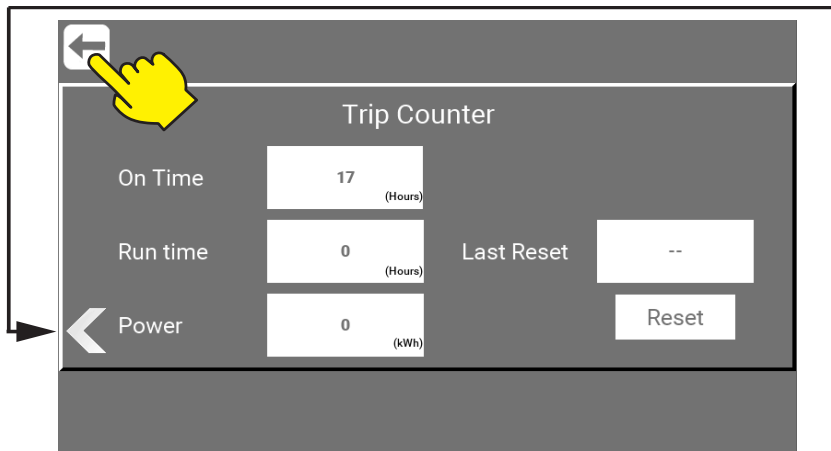 Trip Counter
On Time
17
(Hours)
Run time
0
(Hours)
Last Reset
--
Power
0
(kWh)
Reset